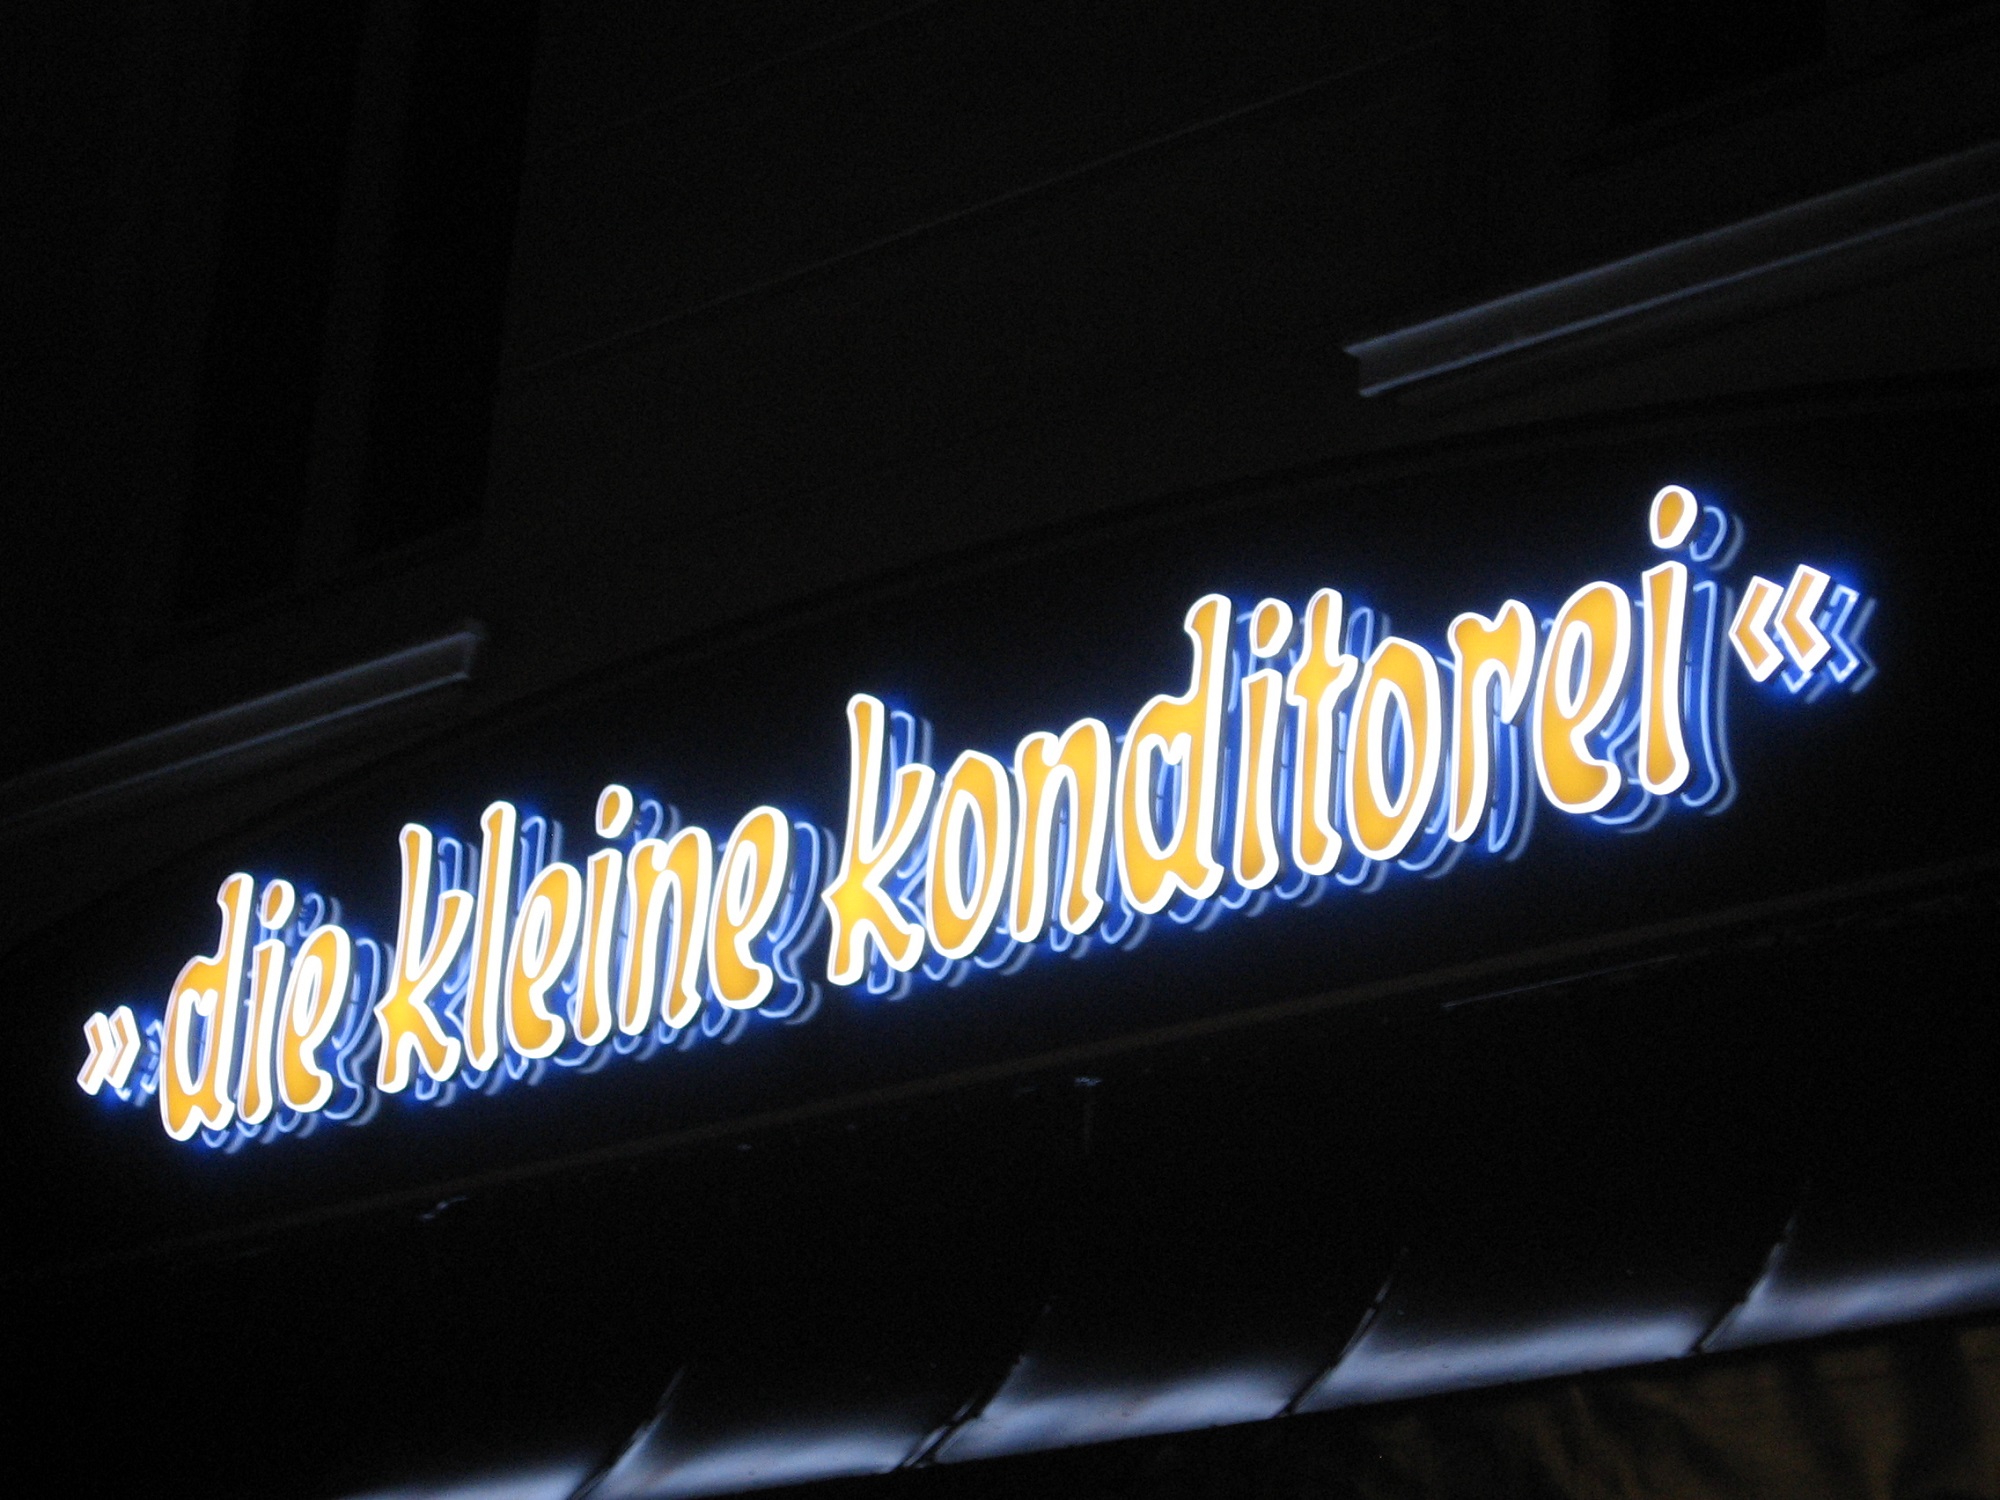 »die kleine konditorei«